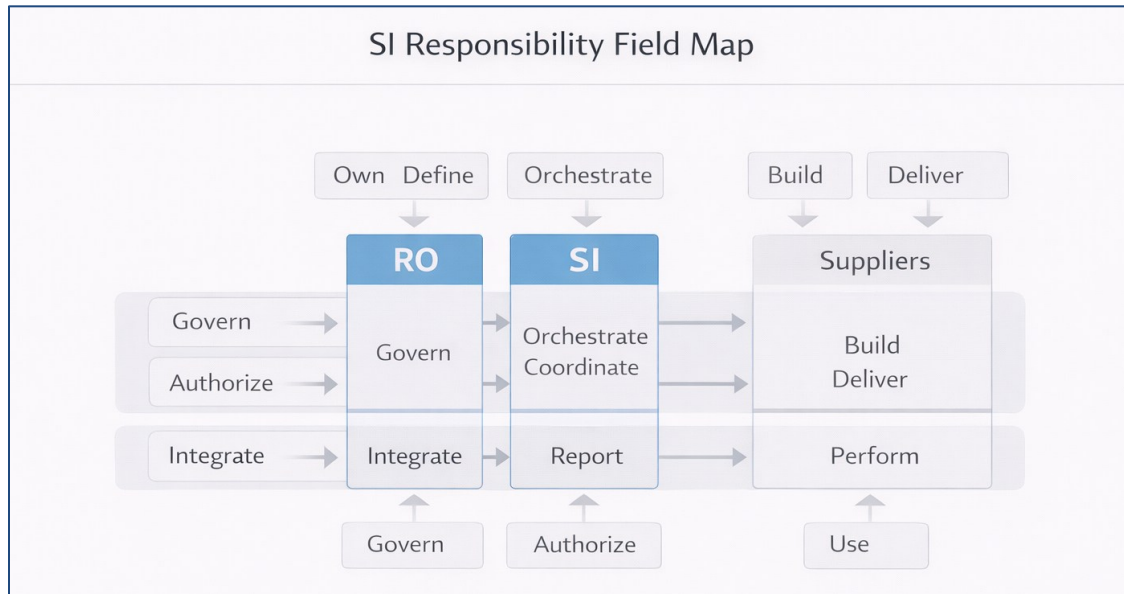 SI Responsibility Field Map
Own Define
Orchestrate
Build
Deliver
RO
SI
Suppliers
Govern
Authorize
Govern
Orchestrate
Coordinate
Build
Deliver
Integrate
Integrate
Report
Perform
Govern
Authorize
Use